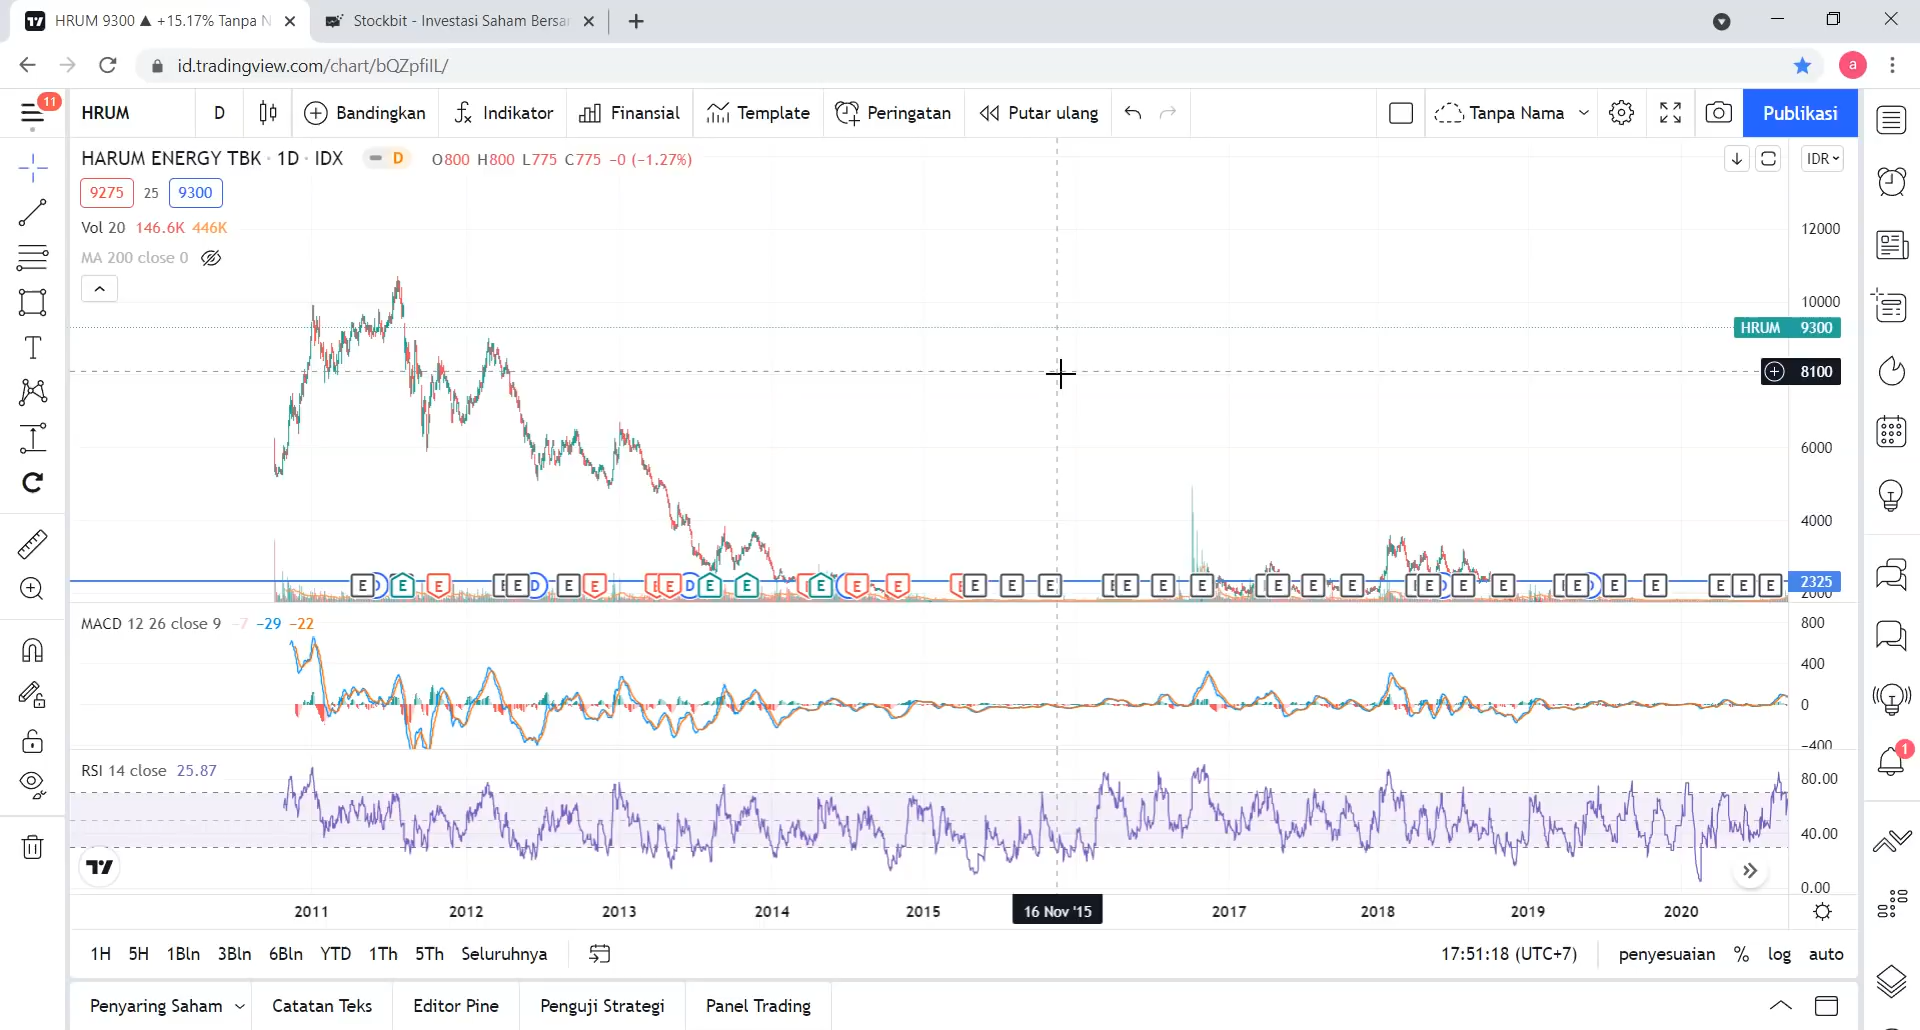 HRUM 9300 ▲ +15.17% Tanpa N
Stockbit - Investasi Saham Bersa
id.tradingview.com/chart/bQZpfiIL/
a
11
HRUM D Bandingkan Indikator Finansial Template Peringatan Putar ulang Tanpa Nama Publikasi
HARUM ENERGY TBK · 1D · IDX D O800 H800 L775 C775 −0 (−1.27%)
IDR
9275 25 9300
Vol 20 146.6K 446K
MA 200 close 0
12000
10000
HRUM 9300
8100
6000
4000
2325
2000
E D E E E E D E E E E D E E E E E E E E E E E E E E E E E E E E E E E D E E E E E
MACD 12 26 close 9 −7 −29 −22
800
400
0
−400
RSI 14 close 25.87
80.00
40.00
0.00
1
2011 2012 2013 2014 2015 16 Nov '15 2017 2018 2019 2020
1H 5H 1Bln 3Bln 6Bln YTD 1Th 5Th Seluruhnya 17:51:18 (UTC+7) penyesuaian % log auto
Penyaring Saham Catatan Teks Editor Pine Penguji Strategi Panel Trading